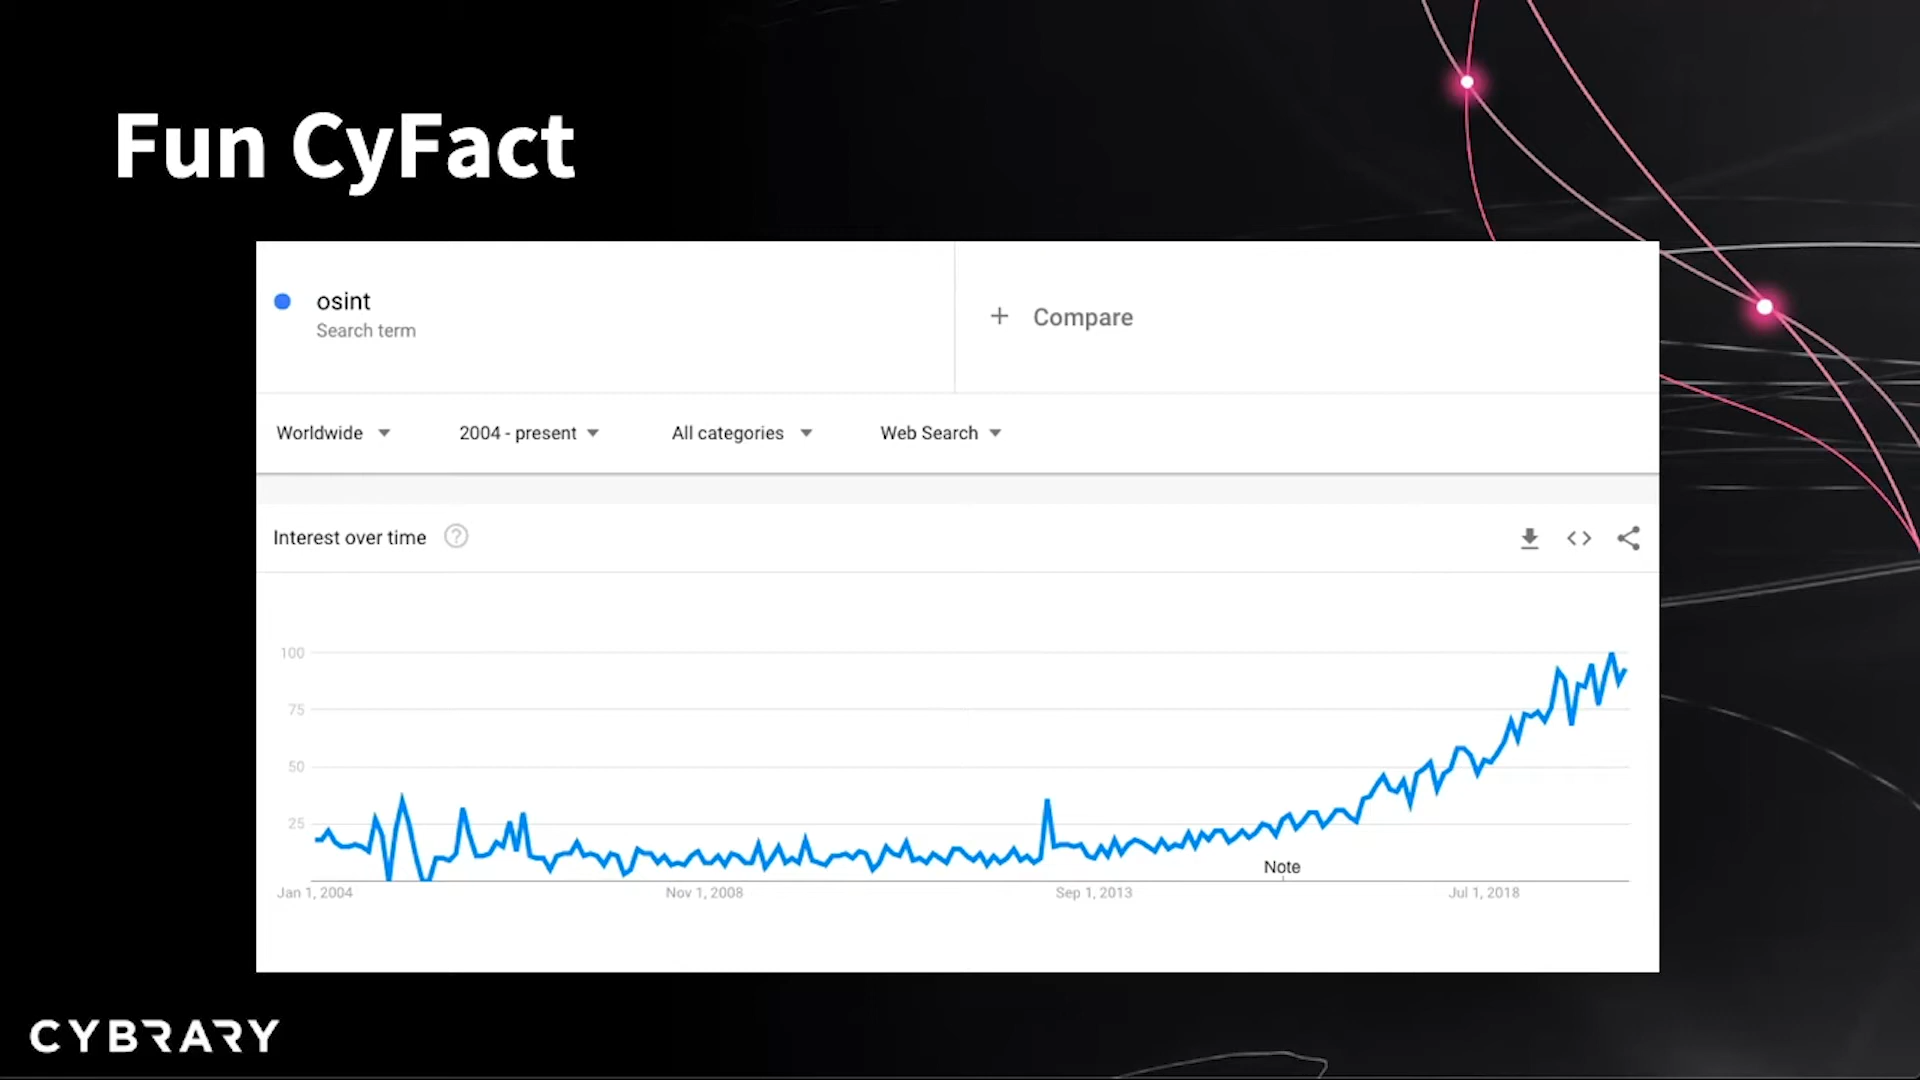 Fun CyFact
osint
Search term
+ Compare
Worldwide
2004 - present
All categories
Web Search
Interest over time ?
100
75
50
25
Note
Jan 1, 2004
Nov 1, 2008
Sep 1, 2013
Jul 1, 2018
CYBRARY